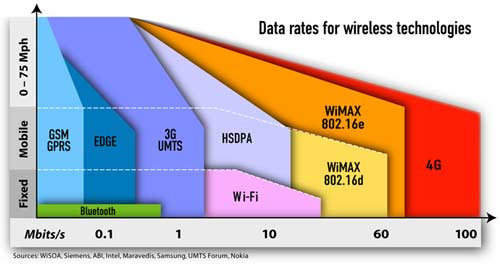 Data rates for wireless technologies
0 – 75 Mph
Mobile
Fixed
GSM
GPRS
EDGE
3G
UMTS
HSDPA
WiMAX
802.16e
WiMAX
802.16d
4G
Wi-Fi
Bluetooth
Mbits/s 0.1 1 10 60 100
Sources: WiSOA, Siemens, ABI, Intel, Maravedis, Samsung, UMTS Forum, Nokia